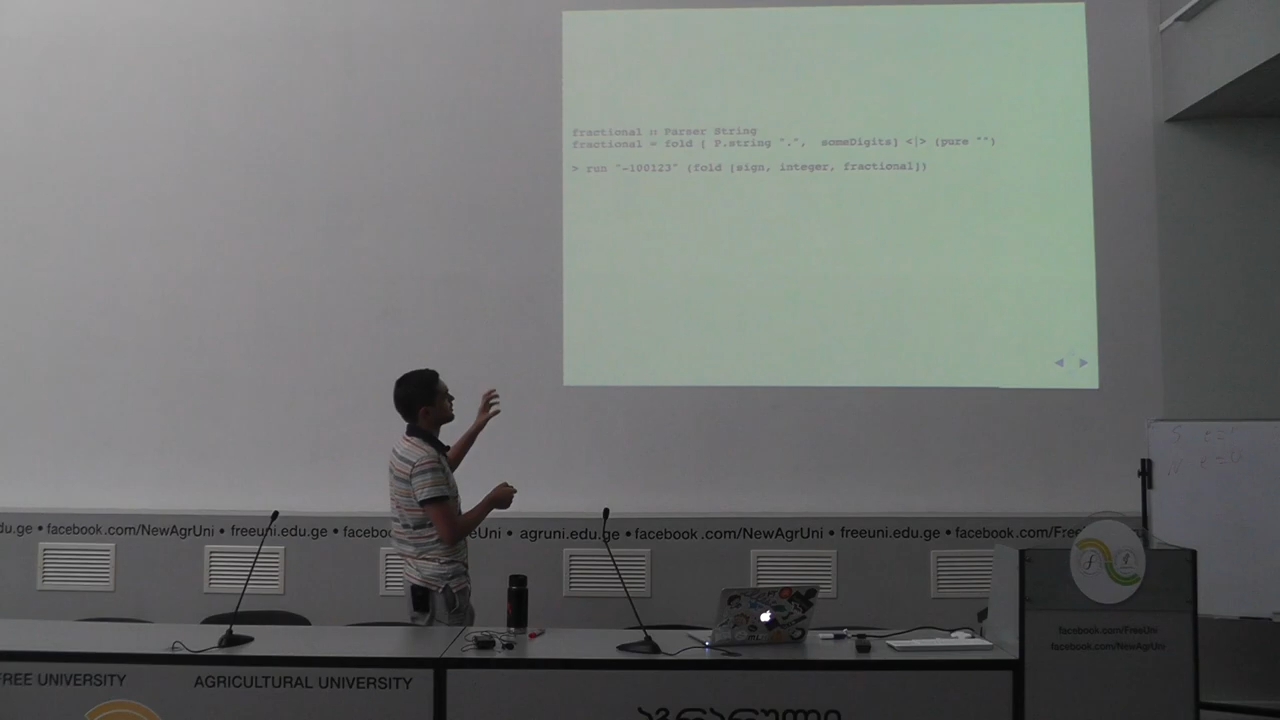 fractional :: Parser String
fractional = fold [ P.string ".", someDigits] <|> (pure "")
> run "-100123" (fold [sign, integer, fractional])
du.ge • facebook.com/NewAgrUni • freeuni.edu.ge • facebo eUni • agruni.edu.ge • facebook.com/NewAgrUni • freeuni.edu.ge • facebook.com/Free
facebook.com/FreeUni
facebook.com/NewAgrUni
FREE UNIVERSITY AGRICULTURAL UNIVERSITY